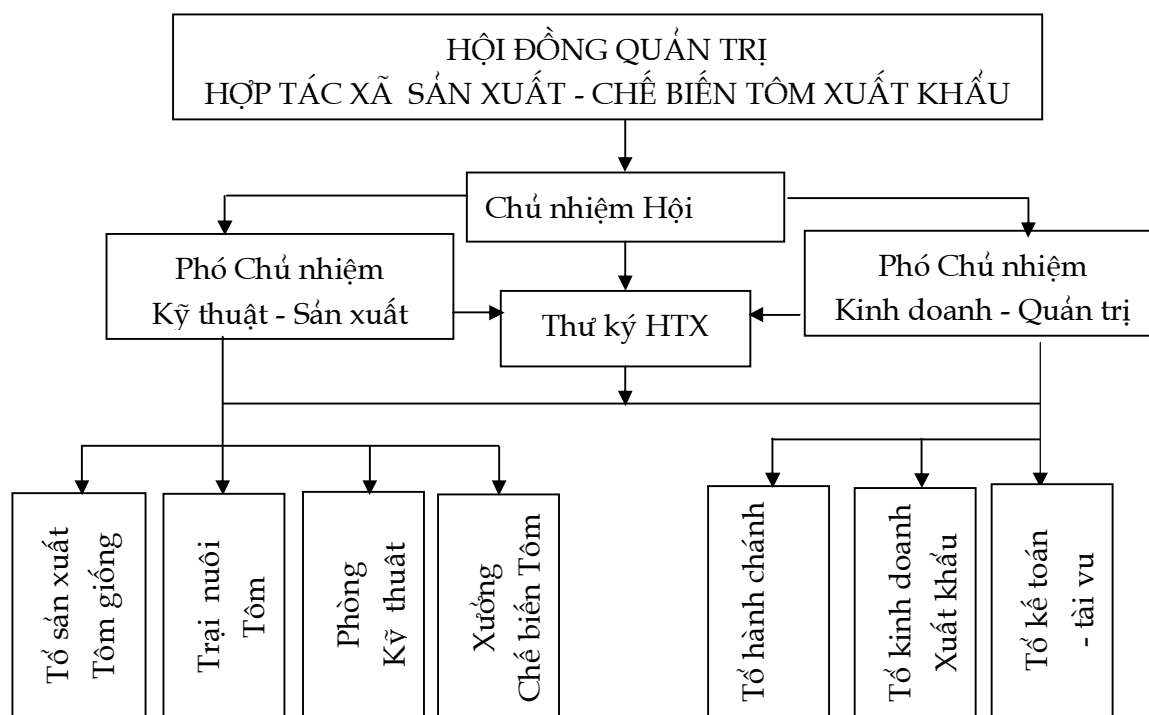 HỘI ĐỒNG QUẢN TRỊ
HỢP TÁC XÃ SẢN XUẤT - CHẾ BIẾN TÔM XUẤT KHẨU
Chủ nhiệm Hội
Phó Chủ nhiệm
Kỹ thuật - Sản xuất
Thư ký HTX
Phó Chủ nhiệm
Kinh doanh - Quản trị
Tổ sản xuất
Tôm giống
Trại nuôi
Tôm
Phòng
Kỹ thuât
Xưởng
Chế biến Tôm
Tổ hành chánh
Tổ kinh doanh
Xuất khẩu
Tổ kế toán
- tài vu